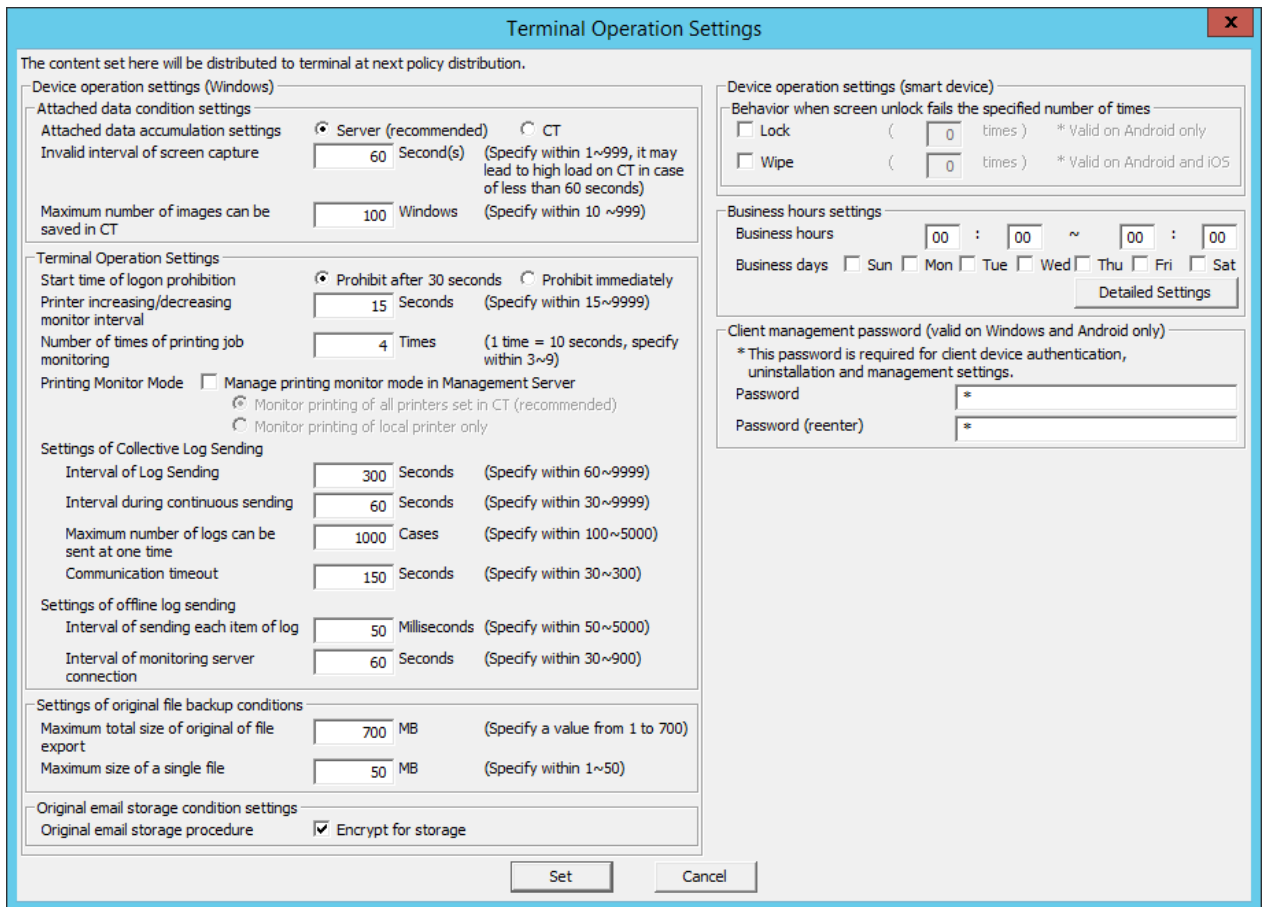 Terminal Operation Settings
x
The content set here will be distributed to terminal at next policy distribution.
Device operation settings (Windows)
Attached data condition settings
Attached data accumulation settings Server (recommended) CT
Invalid interval of screen capture 60 Second(s) (Specify within 1~999, it may
lead to high load on CT in case
of less than 60 seconds)
Maximum number of images can be
saved in CT 100 Windows (Specify within 10 ~999)
Terminal Operation Settings
Start time of logon prohibition Prohibit after 30 seconds Prohibit immediately
Printer increasing/decreasing
monitor interval 15 Seconds (Specify within 15~9999)
Number of times of printing job
monitoring 4 Times (1 time = 10 seconds, specify
within 3~9)
Printing Monitor Mode Manage printing monitor mode in Management Server
Monitor printing of all printers set in CT (recommended)
Monitor printing of local printer only
Settings of Collective Log Sending
Interval of Log Sending 300 Seconds (Specify within 60~9999)
Interval during continuous sending 60 Seconds (Specify within 30~9999)
Maximum number of logs can be
sent at one time 1000 Cases (Specify within 100~5000)
Communication timeout 150 Seconds (Specify within 30~300)
Settings of offline log sending
Interval of sending each item of log 50 Milliseconds (Specify within 50~5000)
Interval of monitoring server
connection 60 Seconds (Specify within 30~900)
Settings of original file backup conditions
Maximum total size of original of file
export 700 MB (Specify a value from 1 to 700)
Maximum size of a single file 50 MB (Specify within 1~50)
Original email storage condition settings
Original email storage procedure Encrypt for storage
Device operation settings (smart device)
Behavior when screen unlock fails the specified number of times
Lock ( 0 times ) * Valid on Android only
Wipe ( 0 times ) * Valid on Android and iOS
Business hours settings
Business hours 00 : 00 ~ 00 : 00
Business days Sun Mon Tue Wed Thu Fri Sat
Detailed Settings
Client management password (valid on Windows and Android only)
* This password is required for client device authentication,
uninstallation and management settings.
Password *
Password (reenter) *
Set Cancel